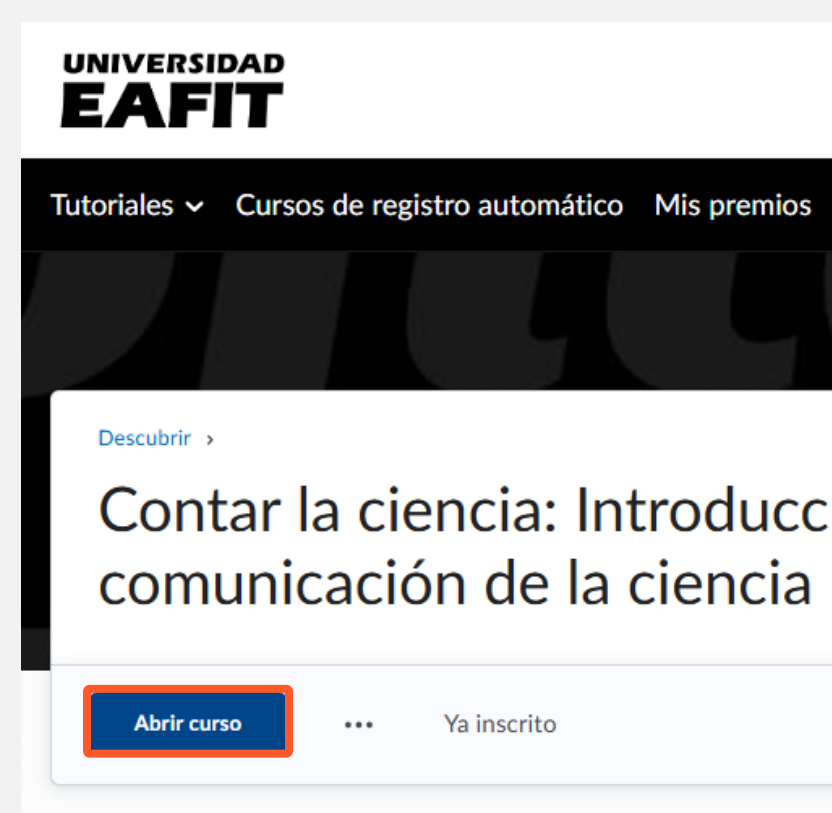 UNIVERSIDAD
EAFIT
Tutoriales Cursos de registro automático Mis premios
Descubrir ›
Contar la ciencia: Introducc
comunicación de la ciencia
Abrir curso ••• Ya inscrito